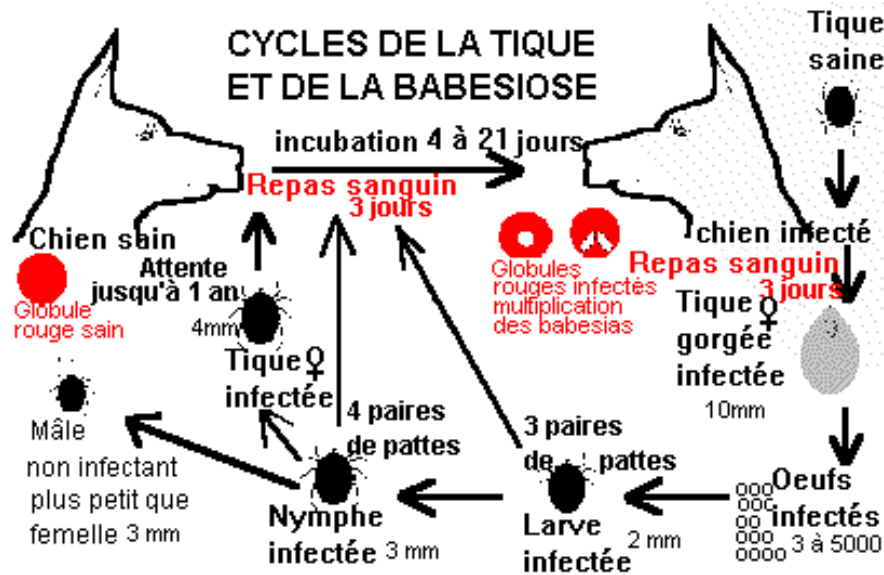 CYCLES DE LA TIQUE
ET DE LA BABESIOSE
Tique
saine
incubation 4 à 21 jours
Repas sanguin
3 jours
Chien sain
Globule
rouge sain
Attente
jusqu'à 1 an
4mm
Tique ♀
infectée
Globules
rouges infectès
multiplication
des babesias
chien infecté
Repas sanguin
3 jours
Tique ♀
gorgée
infectée
10mm
Mâle
non infectant
plus petit que
femelle 3 mm
4 paires
de pattes
Nymphe
infectée 3 mm
3 paires
de pattes
Larve
infectée 2 mm
Oeufs
infectés
3 à 5000